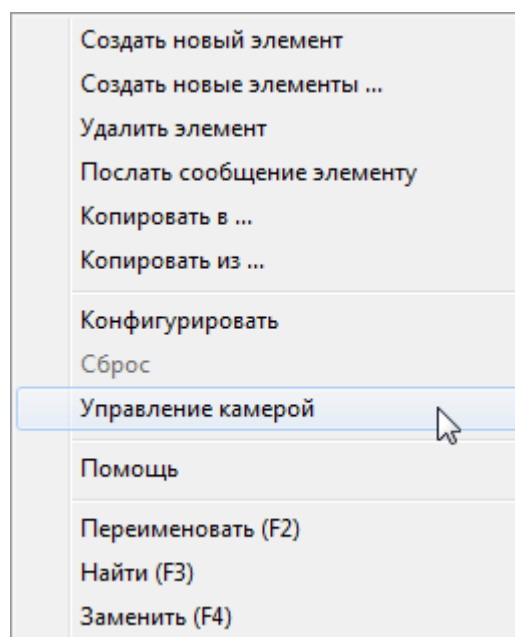 Создать новый элемент
Создать новые элементы ...
Удалить элемент
Послать сообщение элементу
Копировать в ...
Копировать из ...
Конфигурировать
Сброс
Управление камерой
Помощь
Переименовать (F2)
Найти (F3)
Заменить (F4)